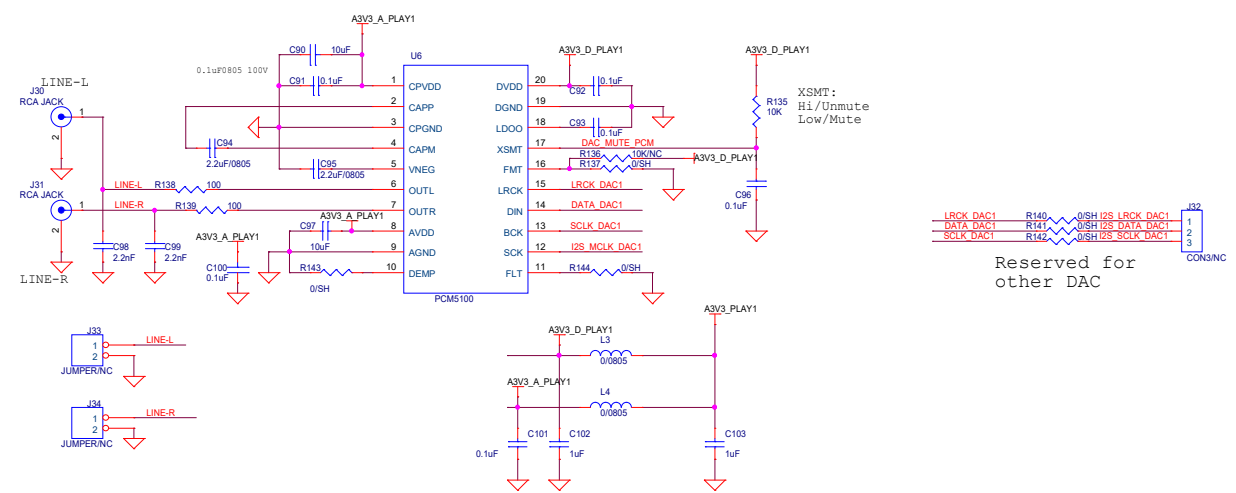 A3V3_A_PLAY1
C90 10uF
U6
A3V3_D_PLAY1
A3V3_D_PLAY1
0.1uF0805 100V
C91 0.1uF
1 CPVDD
DVDD 20
C92 0.1uF
LINE-L
J30
RCA JACK
1
2
2 CAPP
DGND 19
R135
10K
XSMT:
Hi/Unmute
Low/Mute
3 CPGND
LDOO 18
C93
0.1uF
C94
2.2uF/0805
4 CAPM
XSMT 17
DAC_MUTE_PCM
R136 10K/NC
A3V3_D_PLAY1
C95
2.2uF/0805
5 VNEG
FMT 16
R137 0/SH
J31
RCA JACK
1
2
LINE-L
R138 100
6 OUTL
LRCK 15
LRCK_DAC1
C96
0.1uF
LINE-R
R139 100
7 OUTR
DIN 14
DATA_DAC1
C97
A3V3_A_PLAY1
10uF
8 AVDD
BCK 13
SCLK_DAC1
C98
2.2nF
C99
2.2nF
A3V3_A_PLAY1
C100
0.1uF
9 AGND
SCK 12
I2S_MCLK_DAC1
R143
0/SH
10 DEMP
FLT 11
R144 0/SH
LINE-R
PCM5100
J32
LRCK_DAC1 R140 0/SH I2S_LRCK_DAC1 1
DATA_DAC1 R141 0/SH I2S_DATA_DAC1 2
SCLK_DAC1 R142 0/SH I2S_SCLK_DAC1 3
CON3/NC
Reserved for
other DAC
J33
1
2
LINE-L
JUMPER/NC
J34
1
2
LINE-R
JUMPER/NC
A3V3_PLAY1
A3V3_D_PLAY1
L3
0/0805
A3V3_A_PLAY1
L4
0/0805
C101
0.1uF
C102
1uF
C103
1uF